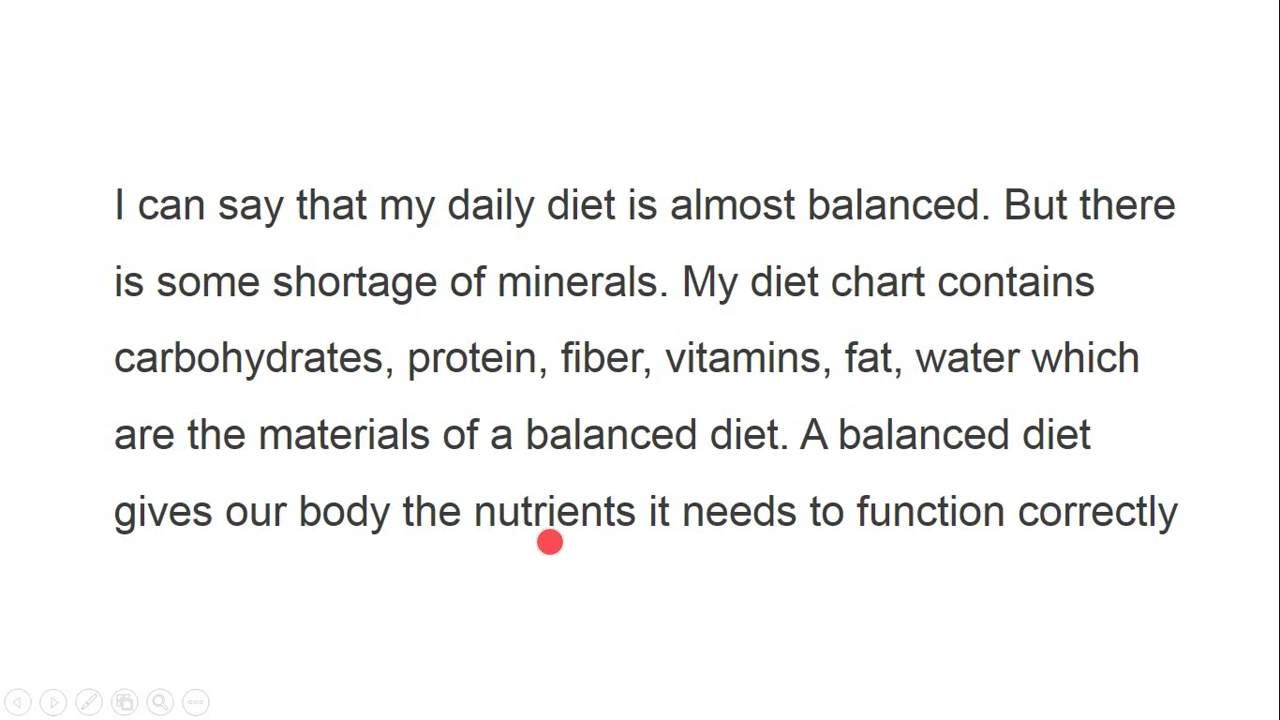 I can say that my daily diet is almost balanced. But there
is some shortage of minerals. My diet chart contains
carbohydrates, protein, fiber, vitamins, fat, water which
are the materials of a balanced diet. A balanced diet
gives our body the nutrients it needs to function correctly